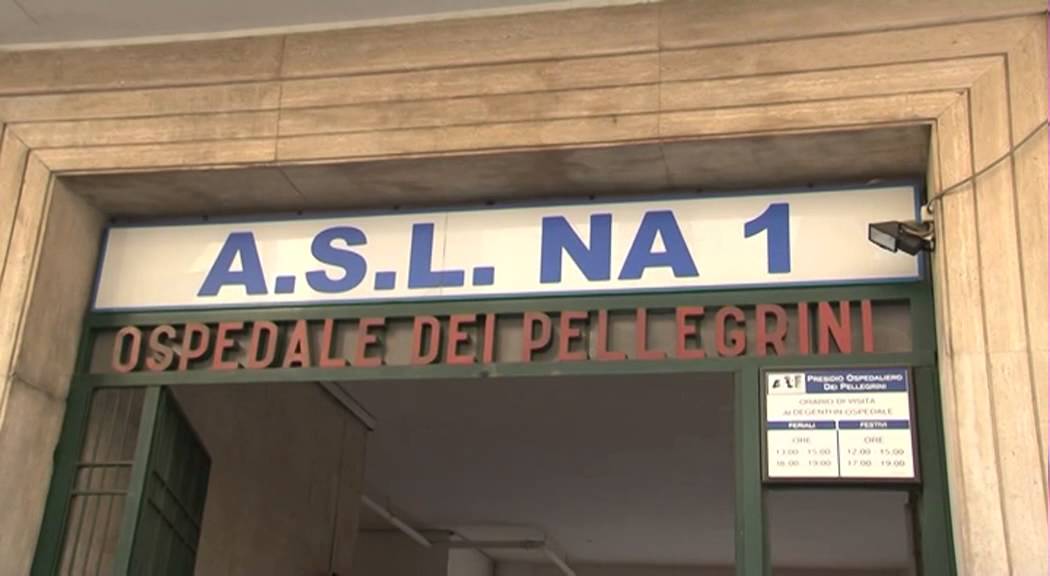 A.S.L. NA 1
OSPEDALE DEI PELLEGRINI
PRESIDIO OSPEDALIERO
DEI PELLEGRINI
ORARIO DI VISITA
AI DEGENTI IN OSPEDALE
FERIALI FESTIVI
ORE ORE
13.00 15.00 12.00 15.00
18.00 19.00 17.00 19.00